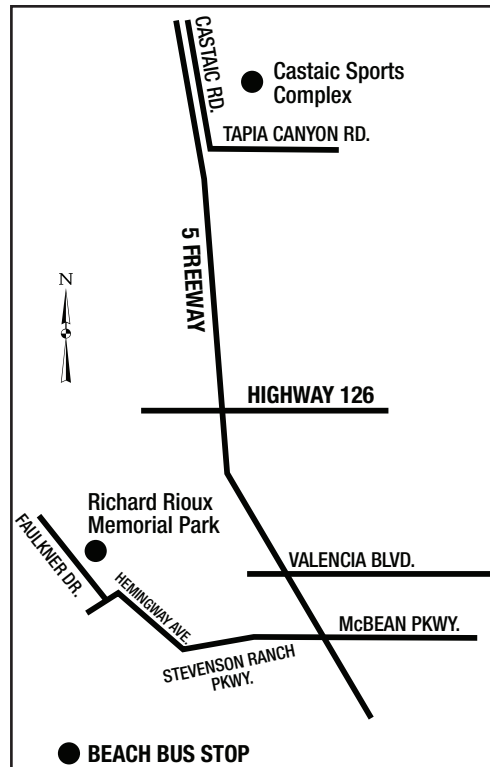 CASTAIC RD.
Castaic Sports
Complex
TAPIA CANYON RD.
5 FREEWAY
N
HIGHWAY 126
Richard Rioux
Memorial Park
FAULKNER DR.
HEMINGWAY AVE.
VALENCIA BLVD.
McBEAN PKWY.
STEVENSON RANCH
PKWY.
BEACH BUS STOP